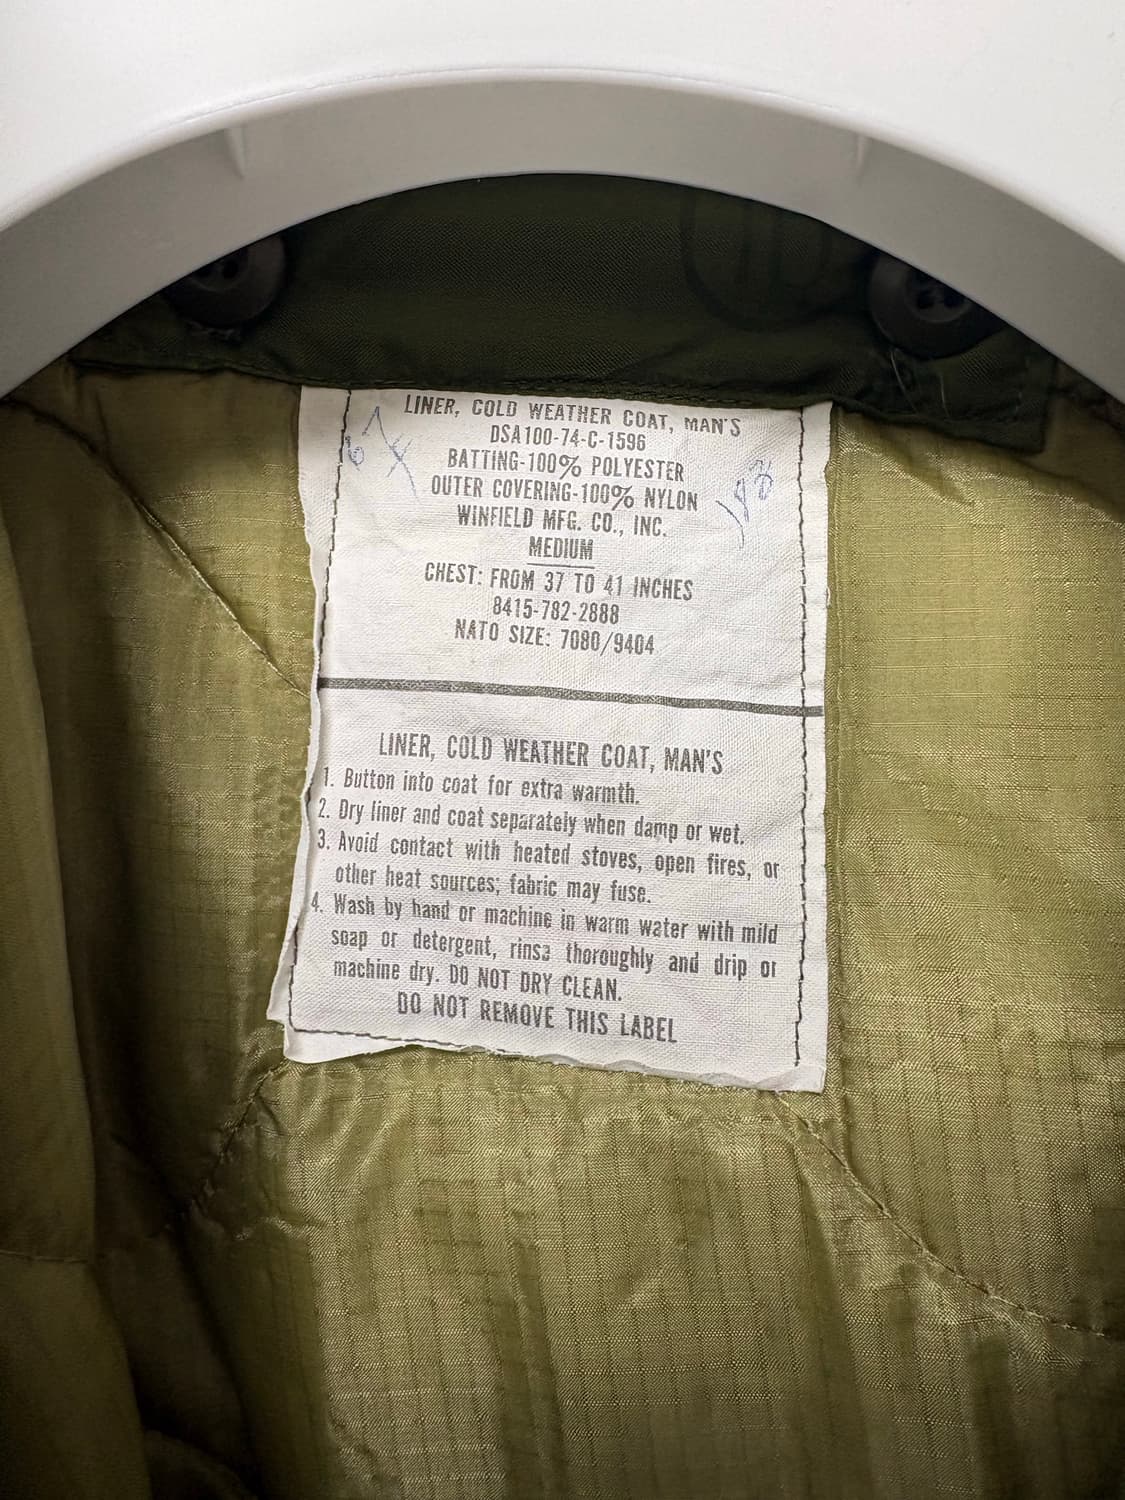 LINER, COLD WEATHER COAT, MAN'S
DSA100-74-C-1596
BATTING-100% POLYESTER
OUTER COVERING-100% NYLON
WINFIELD MFG. CO., INC.
MEDIUM
CHEST: FROM 37 TO 41 INCHES
8415-782-2888
NATO SIZE: 7080/9404
LINER, COLD WEATHER COAT, MAN'S
1. Button into coat for extra warmth.
2. Dry liner and coat separately when damp or wet.
3. Avoid contact with heated stoves, open fires, or
other heat sources; fabric may fuse.
4. Wash by hand or machine in warm water with mild
soap or detergent, rinse thoroughly and drip or
machine dry. DO NOT DRY CLEAN.
DO NOT REMOVE THIS LABEL